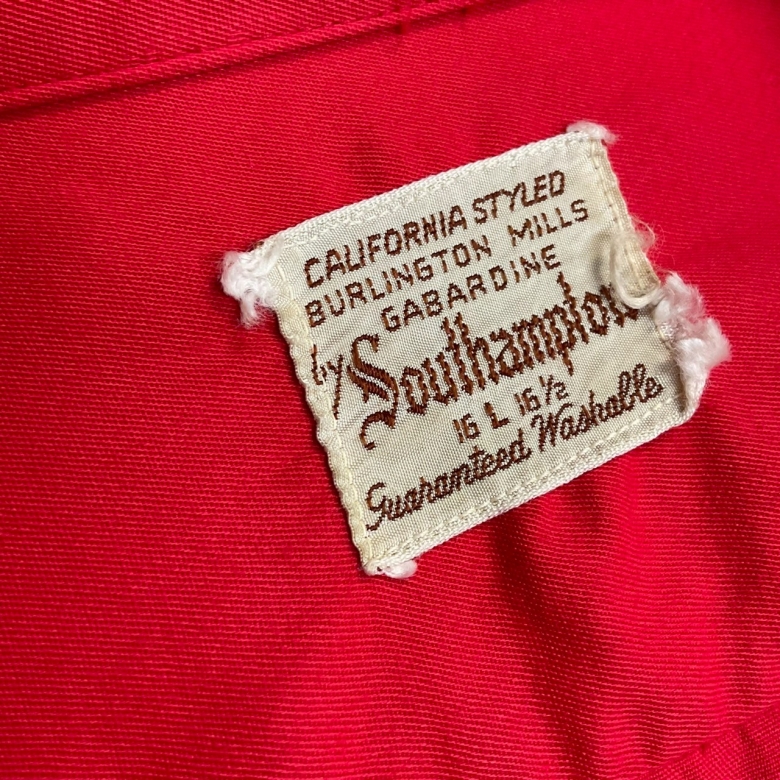 CALIFORNIA STYLED
BURLINGTON MILLS
GABARDINE
by Southampton
16 L 16½
Guaranteed Washable